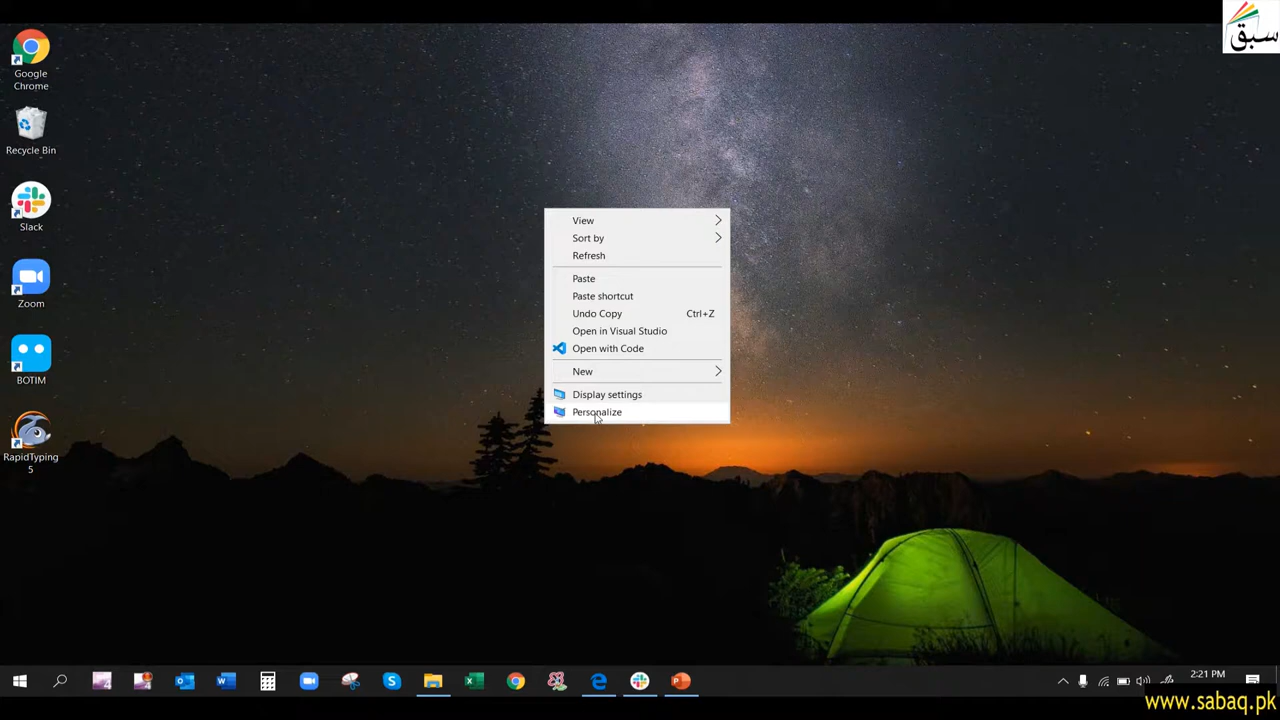 سبق
Google
Chrome
Recycle Bin
Slack
Zoom
BOTIM
RapidTyping
5
View
Sort by
Refresh
Paste
Paste shortcut
Undo Copy Ctrl+Z
Open in Visual Studio
Open with Code
New
Display settings
Personalize
2:21 PM
www.sabaq.pk